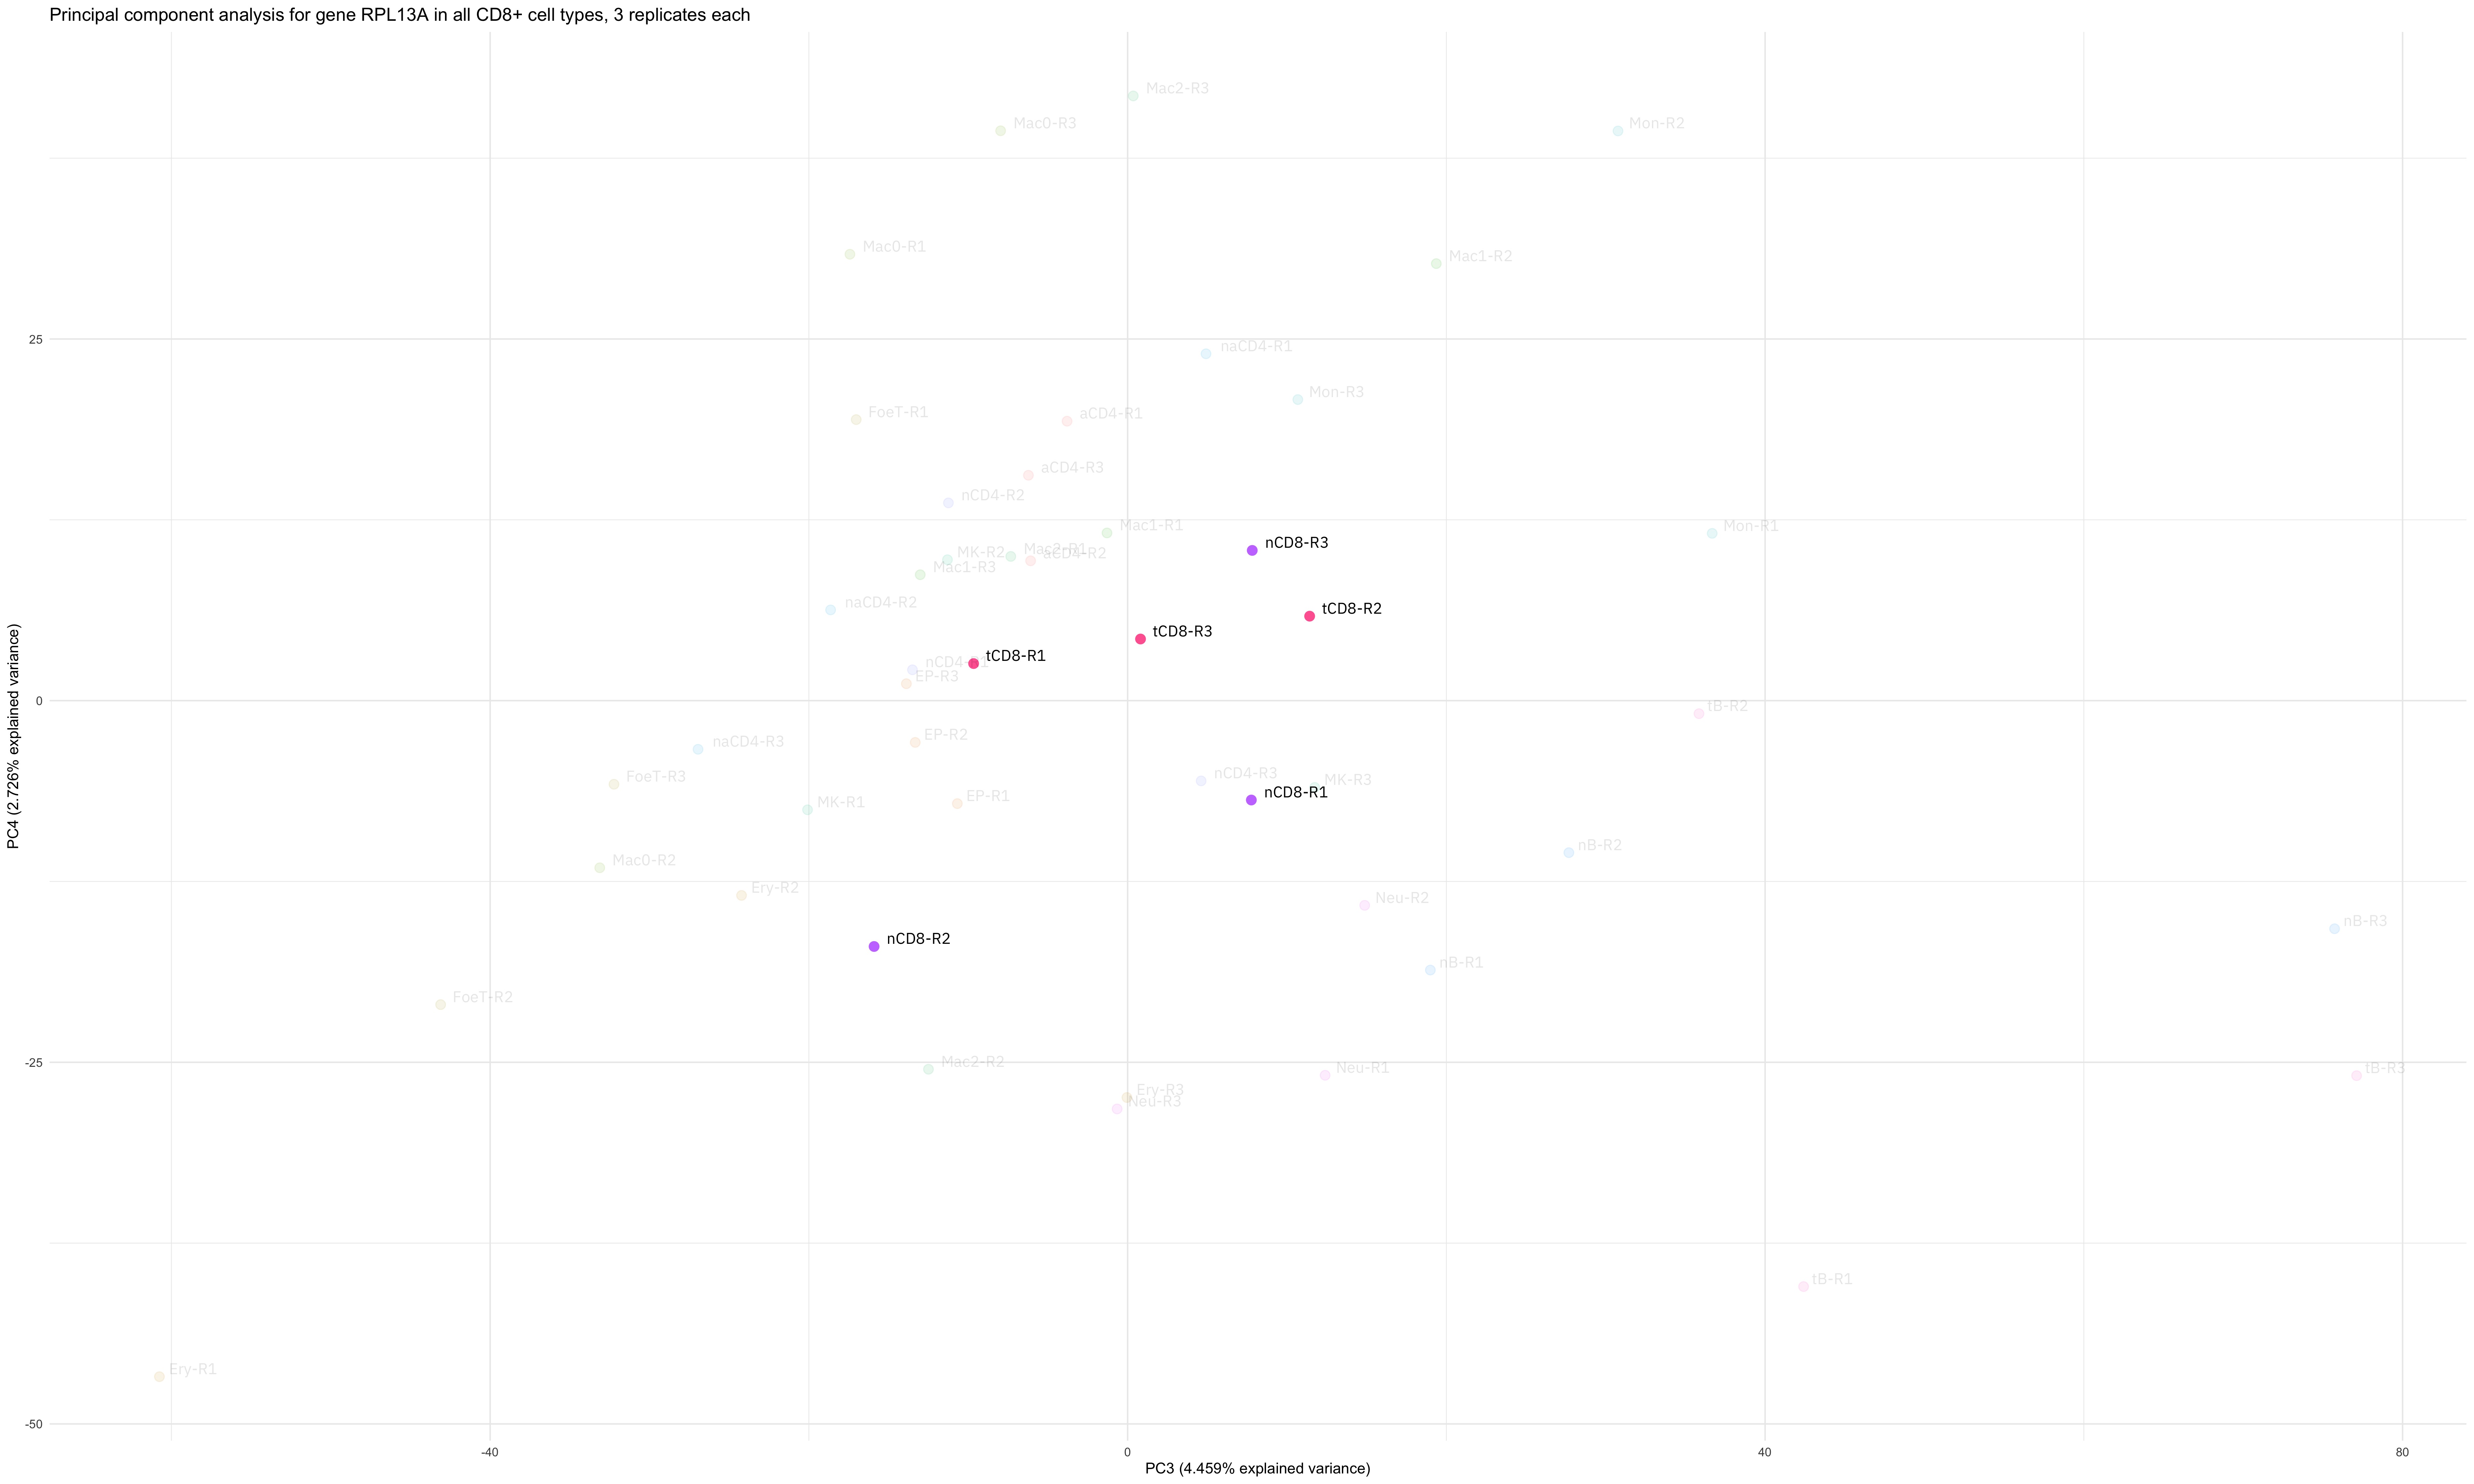 Principal component analysis for gene RPL13A in all CD8+ cell types, 3 replicates each
Mac2-R3
Mac0-R3
Mon-R2
Mac0-R1
Mac1-R2
25
naCD4-R1
Mon-R3
FoeT-R1
aCD4-R1
aCD4-R3
nCD4-R2
Mac1-R1
Mon-R1
nCD8-R3
MK-R2
Mac2-R1
aCD4-R2
Mac1-R3
naCD4-R2
tCD8-R2
tCD8-R3
tCD8-R1
nCD4-R1
EP-R3
0
tB-R2
EP-R2
naCD4-R3
nCD4-R3
FoeT-R3
MK-R3
nCD8-R1
EP-R1
MK-R1
PC4 (2.726% explained variance)
nB-R2
Mac0-R2
Ery-R2
Neu-R2
nB-R3
nCD8-R2
nB-R1
FoeT-R2
-25
Mac2-R2
Neu-R1
tB-R3
Ery-R3
Neu-R3
tB-R1
Ery-R1
-50
-40
0
40
80
PC3 (4.459% explained variance)